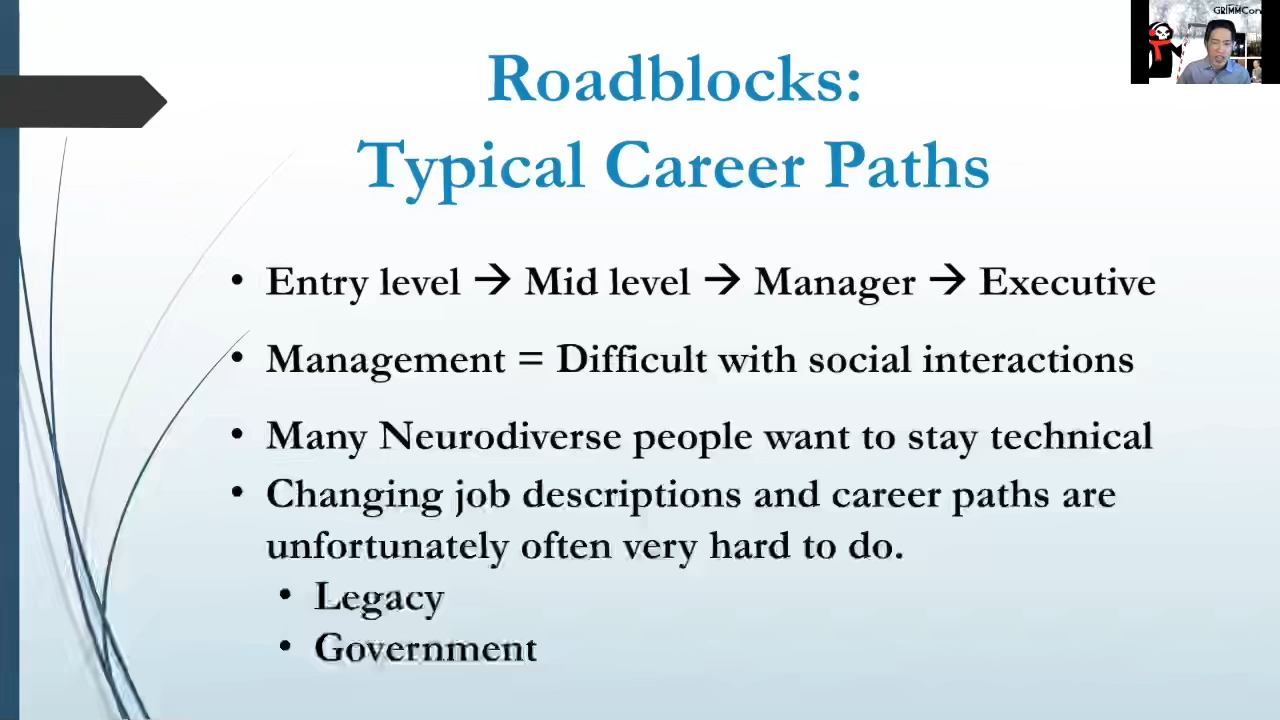 GRIMMCon
Roadblocks:
Typical Career Paths
• Entry level → Mid level → Manager → Executive
• Management = Difficult with social interactions
• Many Neurodiverse people want to stay technical
• Changing job descriptions and career paths are
unfortunately often very hard to do.
• Legacy
• Government